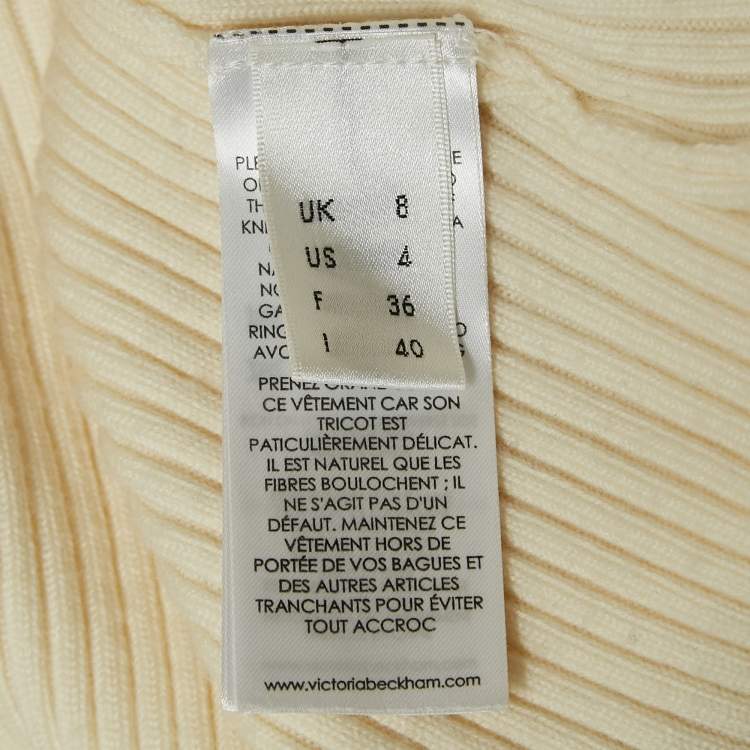 UK 8
US 4
F 36
I 40
CE VÊTEMENT CAR SON
TRICOT EST
PATICULIÈREMENT DÉLICAT.
IL EST NATUREL QUE LES
FIBRES BOULOCHENT ; IL
NE S'AGIT PAS D'UN
DÉFAUT. MAINTENEZ CE
VÊTEMENT HORS DE
PORTÉE DE VOS BAGUES ET
DES AUTRES ARTICLES
TRANCHANTS POUR ÉVITER
TOUT ACCROC
www.victoriabeckham.com